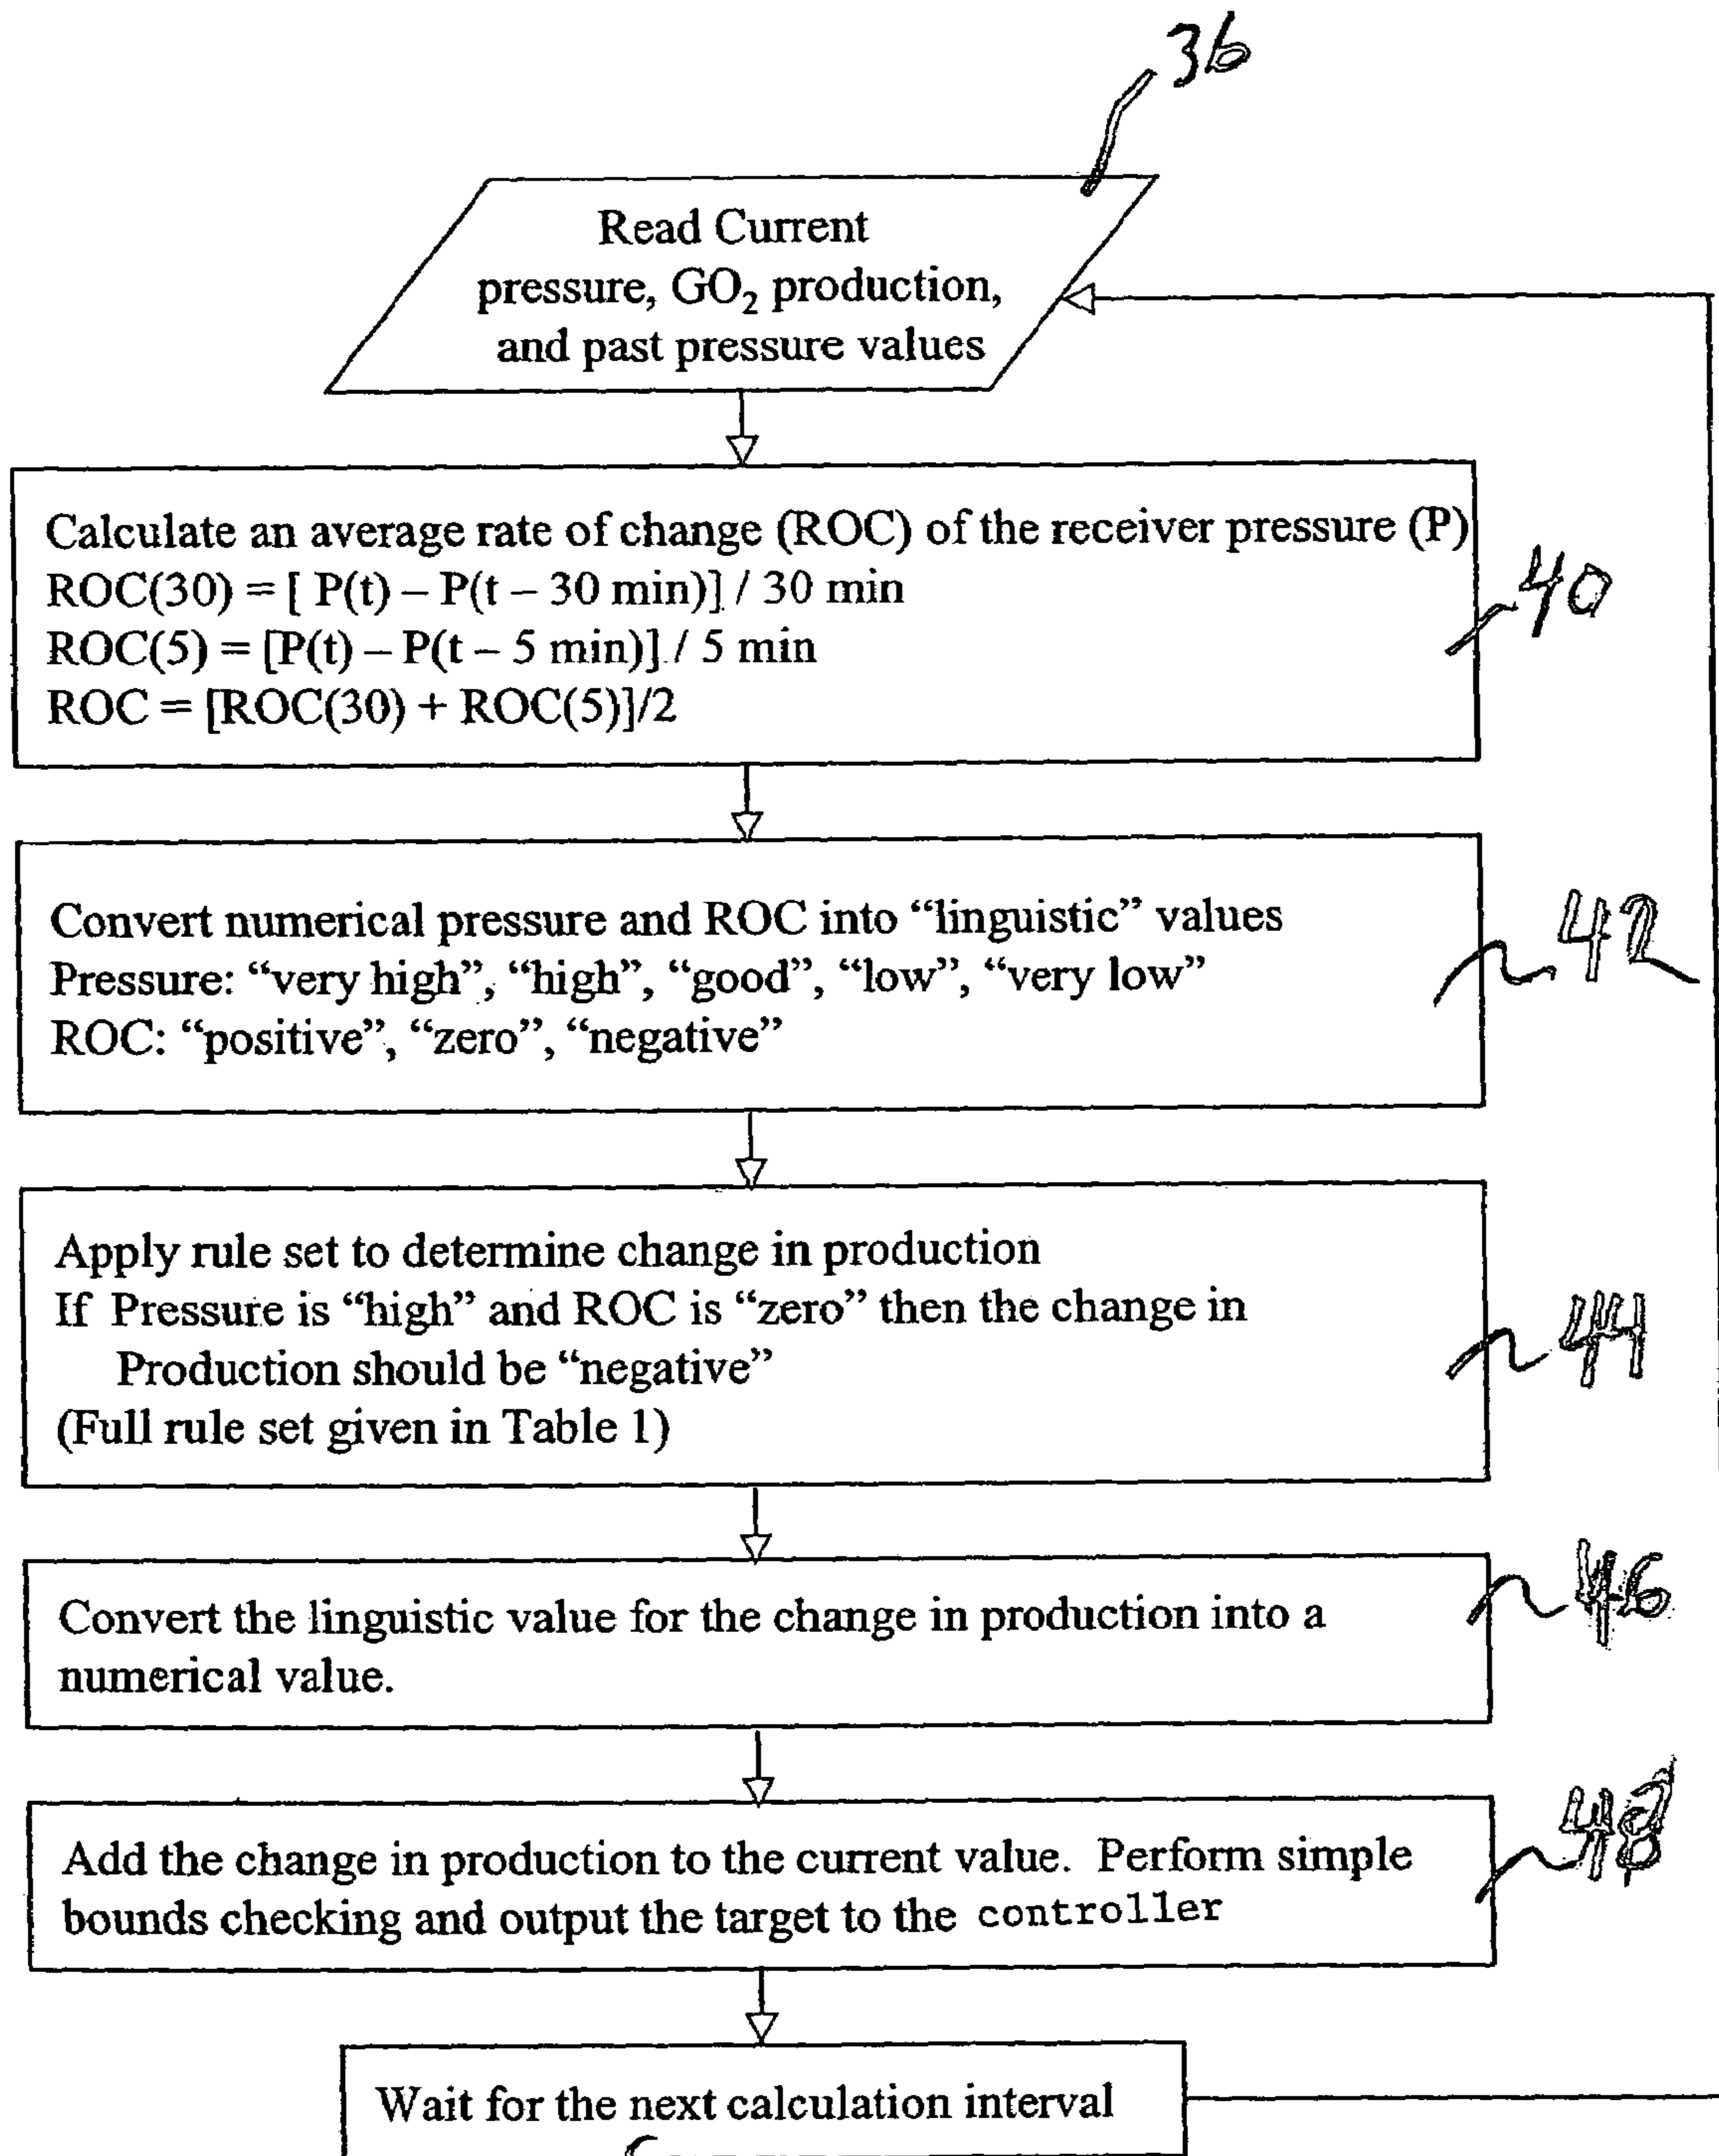 36
Read Current
pressure, GO₂ production,
and past pressure values
Calculate an average rate of change (ROC) of the receiver pressure (P)
ROC(30) = [ P(t) – P(t – 30 min)] / 30 min
ROC(5) = [P(t) – P(t – 5 min)] / 5 min
ROC = [ROC(30) + ROC(5)]/2
40
Convert numerical pressure and ROC into “linguistic” values
Pressure: “very high”, “high”, “good”, “low”, “very low”
ROC: “positive”, “zero”, “negative”
42
Apply rule set to determine change in production
If Pressure is “high” and ROC is “zero” then the change in
Production should be “negative”
(Full rule set given in Table 1)
44
Convert the linguistic value for the change in production into a
numerical value.
46
Add the change in production to the current value. Perform simple
bounds checking and output the target to the controller
48
Wait for the next calculation interval